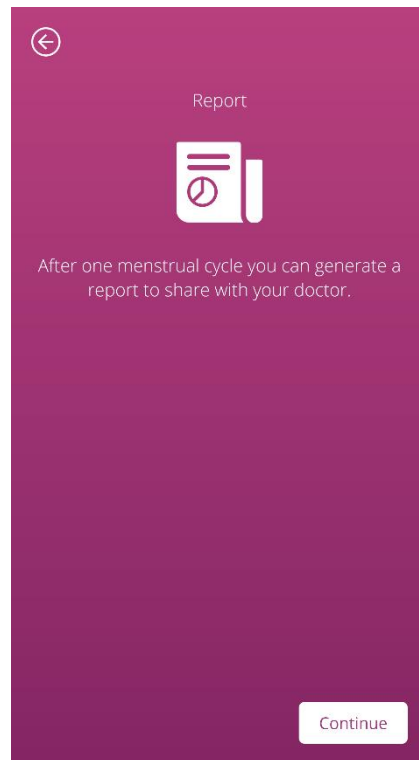 Report
After one menstrual cycle you can generate a
report to share with your doctor.
Continue